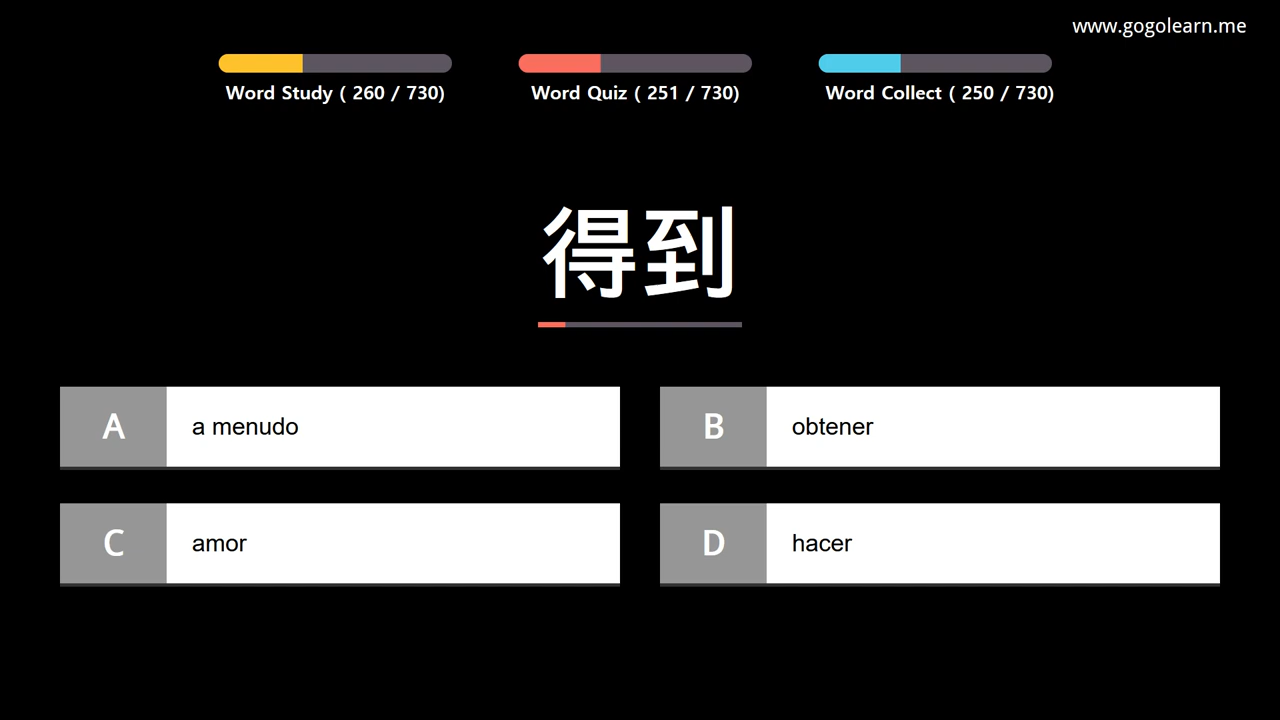 www.gogolearn.me
Word Study ( 260 / 730)
Word Quiz ( 251 / 730)
Word Collect ( 250 / 730)
得到
A a menudo
B obtener
C amor
D hacer